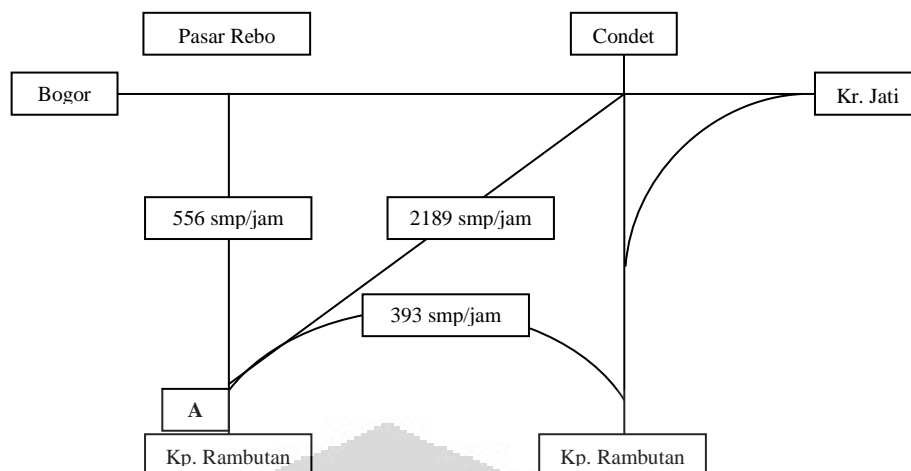 Pasar Rebo
Condet
Bogor
Kr. Jati
556 smp/jam
2189 smp/jam
393 smp/jam
A
Kp. Rambutan
Kp. Rambutan